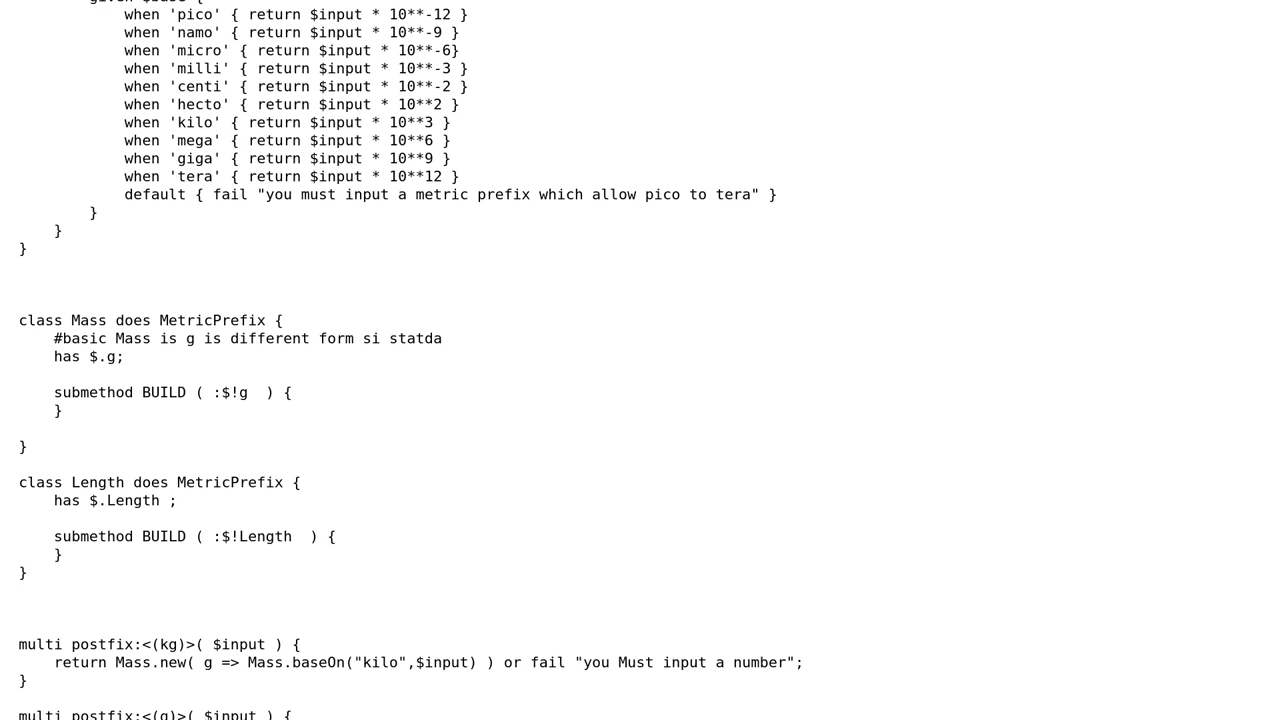 given $base {
            when 'pico' { return $input * 10**-12 }
            when 'namo' { return $input * 10**-9 }
            when 'micro' { return $input * 10**-6}
            when 'milli' { return $input * 10**-3 }
            when 'centi' { return $input * 10**-2 }
            when 'hecto' { return $input * 10**2 }
            when 'kilo' { return $input * 10**3 }
            when 'mega' { return $input * 10**6 }
            when 'giga' { return $input * 10**9 }
            when 'tera' { return $input * 10**12 }
            default { fail "you must input a metric prefix which allow pico to tera" }
        }
    }
}
class Mass does MetricPrefix {
    #basic Mass is g is different form si statda
    has $.g;
    submethod BUILD ( :$!g  ) {
    }
}
class Length does MetricPrefix {
    has $.Length ;
    submethod BUILD ( :$!Length  ) {
    }
}
multi postfix:<(kg)>( $input ) {
    return Mass.new( g => Mass.baseOn("kilo",$input) ) or fail "you Must input a number";
}
multi postfix:<(g)>( $input ) {